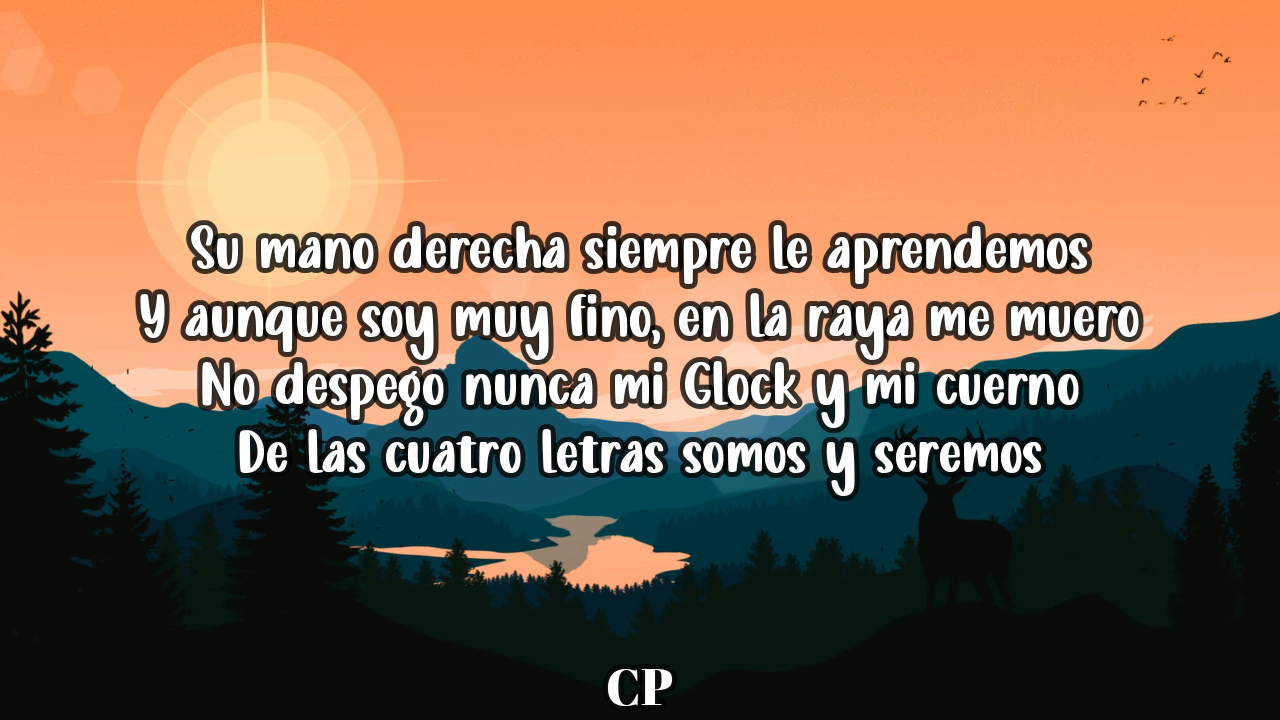 Su mano derecha siempre le aprendemos
Y aunque soy muy fino, en la raya me muero
No despego nunca mi Glock y mi cuerno
De las cuatro letras somos y seremos
CP